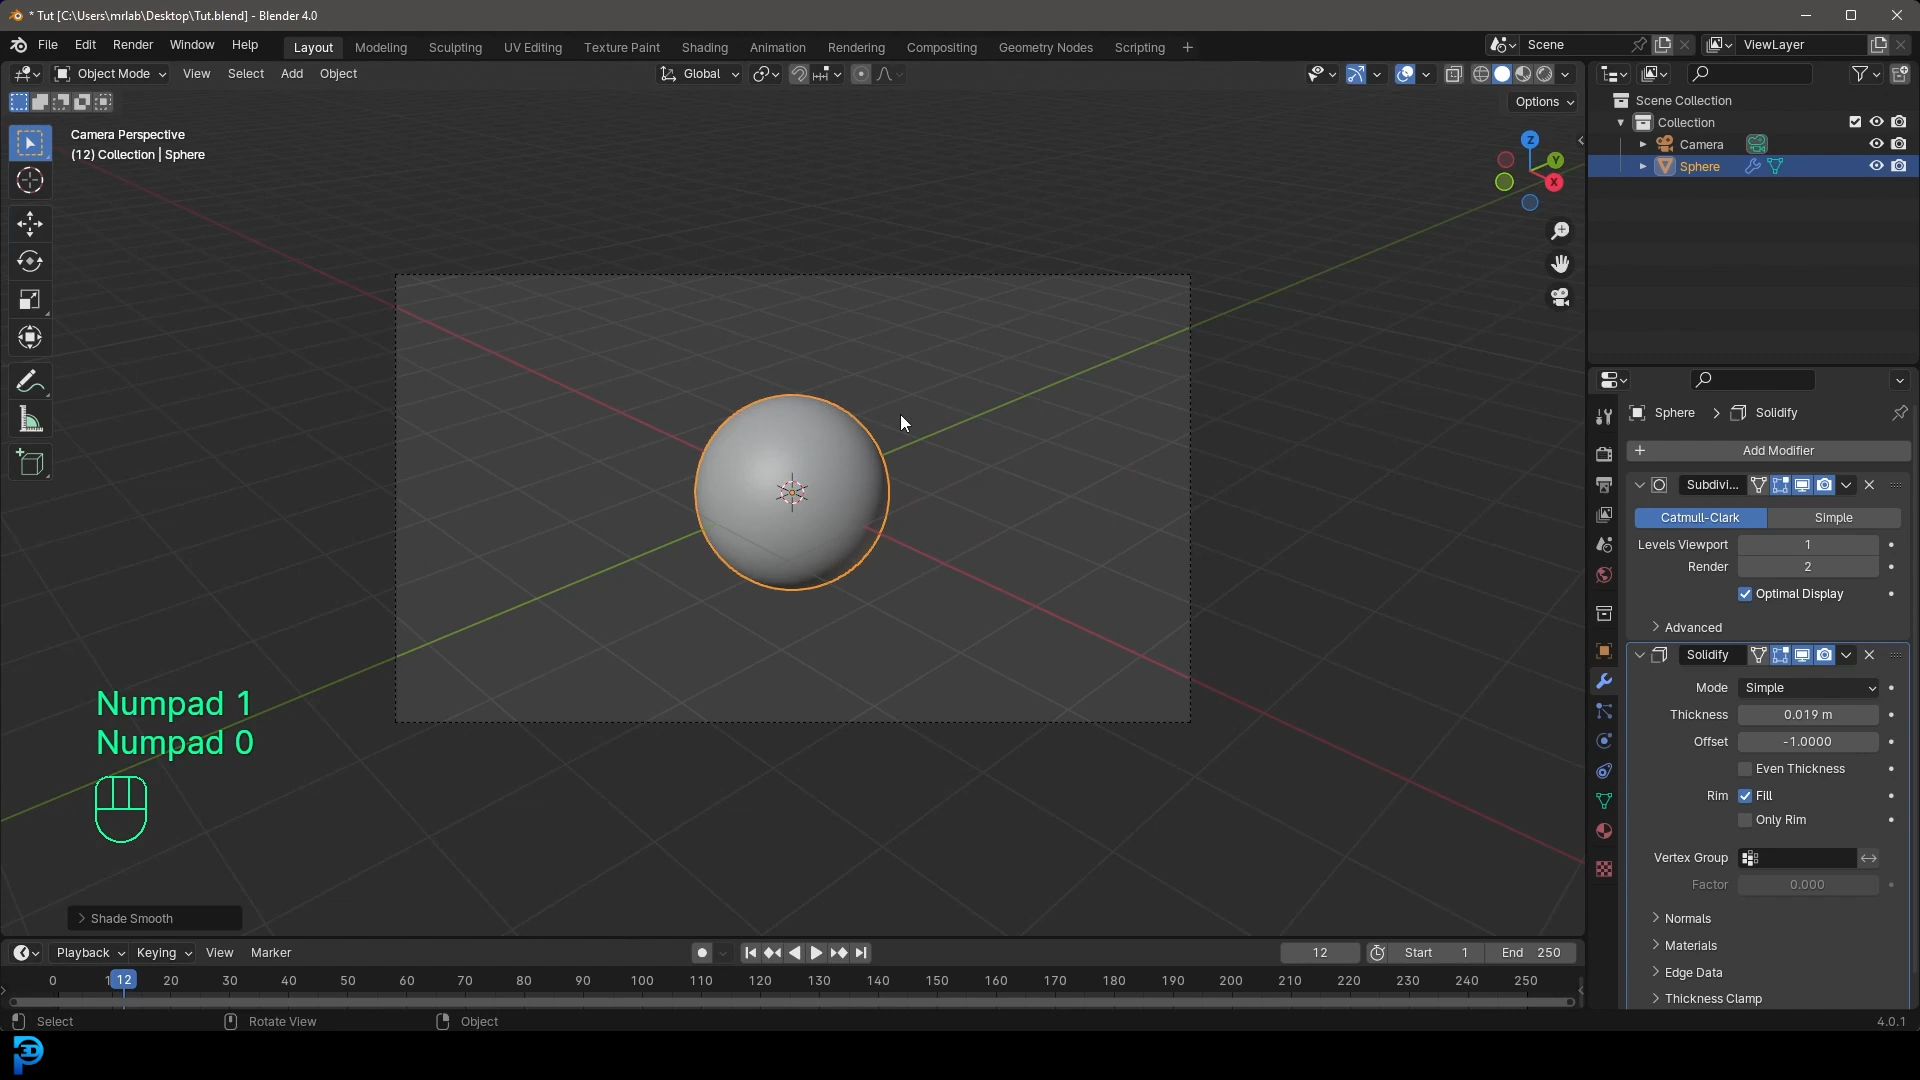 * Tut [C:\Users\mrlab\Desktop\Tut.blend] - Blender 4.0
File Edit Render Window Help Layout Modeling Sculpting UV Editing Texture Paint Shading Animation Rendering Compositing Geometry Nodes Scripting + Scene ViewLayer
Object Mode View Select Add Object Global
Options
Camera Perspective
(12) Collection | Sphere
Z
Y
X
Scene Collection
Collection
Camera
Sphere
Sphere > Solidify
+ Add Modifier
Subdivi...
Catmull-Clark Simple
Levels Viewport 1
Render 2
Optimal Display
Advanced
Solidify
Mode Simple
Thickness 0.019 m
Offset -1.0000
Even Thickness
Rim Fill
Only Rim
Vertex Group
Factor 0.000
Normals
Materials
Edge Data
Thickness Clamp
Numpad 1
Numpad 0
Shade Smooth
Playback Keying View Marker 12 Start 1 End 250
0 1 12 20 30 40 50 60 70 80 90 100 110 120 130 140 150 160 170 180 190 200 210 220 230 240 250
Select Rotate View Object 4.0.1